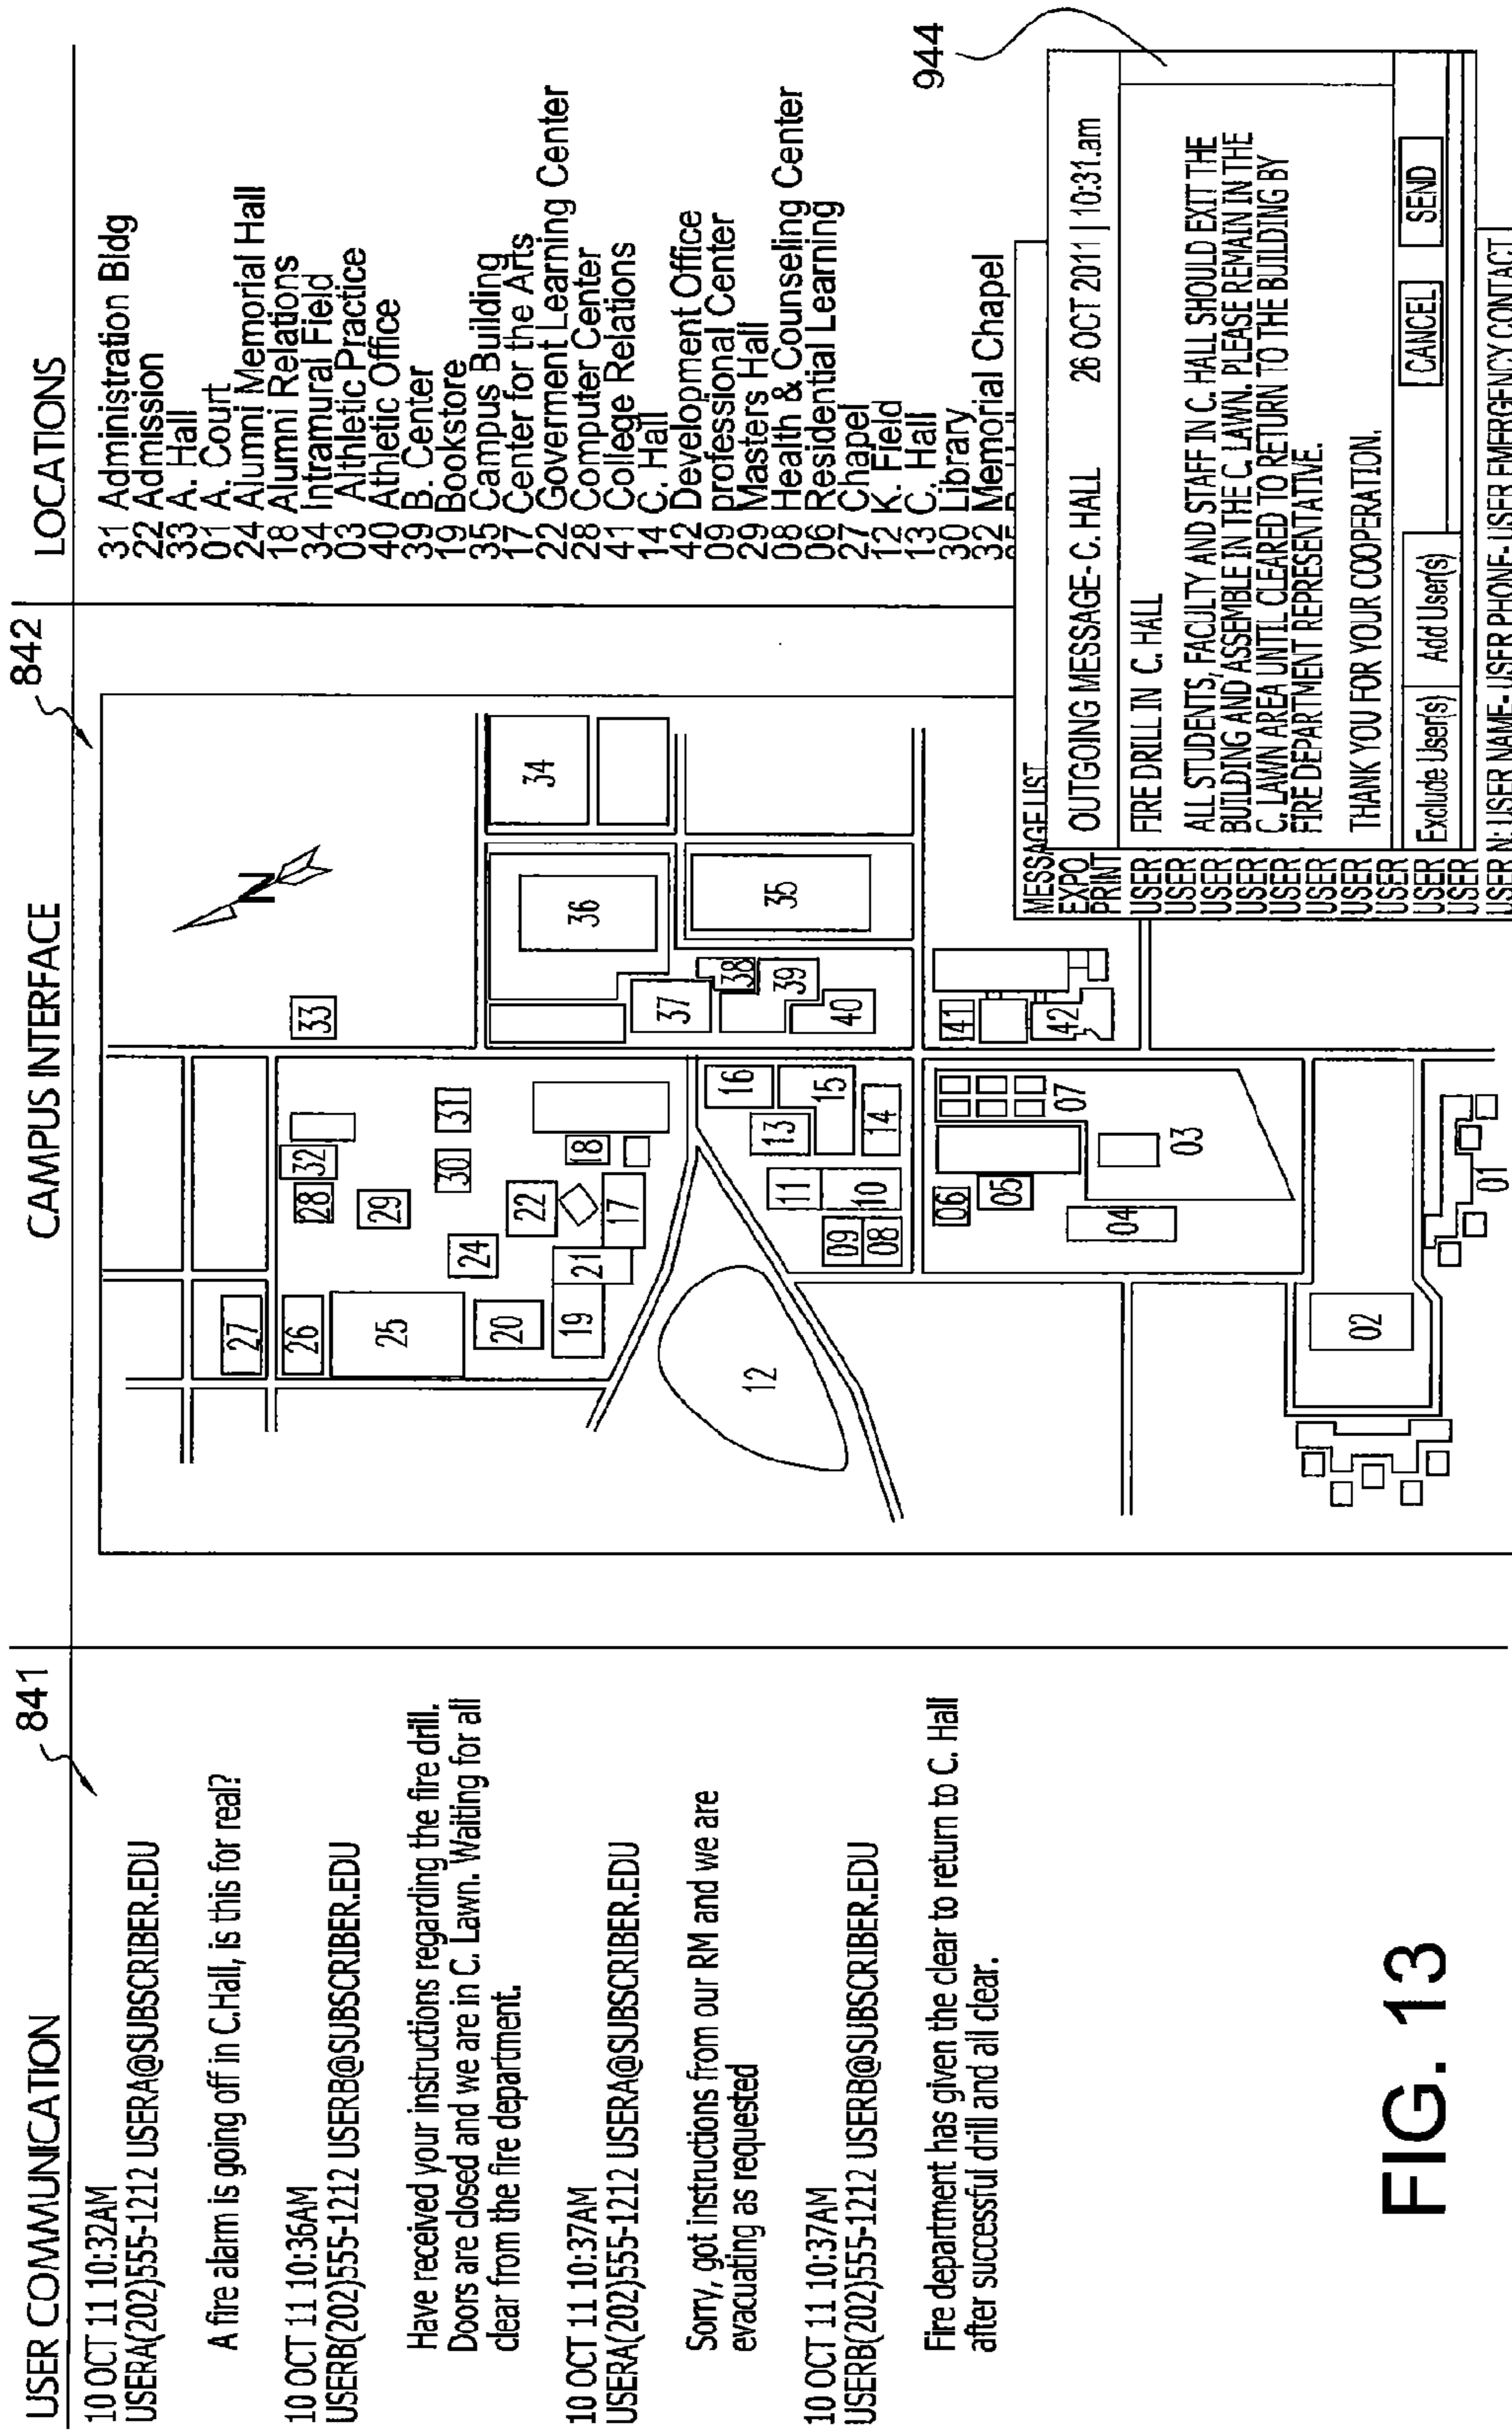 USER COMMUNICATION
841
10 OCT 11 10:32AM
USERA(202)555-1212 USERA@SUBSCRIBER.EDU
A fire alarm is going off in C.Hall, is this for real?
10 OCT 11 10:36AM
USERB(202)555-1212 USERB@SUBSCRIBER.EDU
Have received your instructions regarding the fire drill.
Doors are closed and we are in C. Lawn. Waiting for all
clear from the fire department.
10 OCT 11 10:37AM
USERA(202)555-1212 USERA@SUBSCRIBER.EDU
Sorry, got instructions from our RM and we are
evacuating as requested
10 OCT 11 10:37AM
USERB(202)555-1212 USERB@SUBSCRIBER.EDU
Fire department has given the clear to return to C. Hall
after successful drill and all clear.
CAMPUS INTERFACE
842
N
27
26
25
28
32
33
29
24
30
31
20
22
34
19
21
17
18
36
37
12
16
38
35
13
39
11
15
09
10
40
08
14
06
41
05
07
42
04
03
02
01
LOCATIONS
31 Administration Bldg
22 Admission
33 A. Hall
01 A. Court
24 Alumni Memorial Hall
18 Alumni Relations
34 Intramural Field
03 Athletic Practice
40 Athletic Office
39 B. Center
19 Bookstore
35 Campus Building
17 Center for the Arts
22 Government Learning Center
28 Computer Center
41 College Relations
14 C. Hall
42 Development Office
09 professional Center
29 Masters Hall
08 Health & Counseling Center
06 Residential Learning
27 Chapel
12 K. Field
13 C. Hall
30 Library
32 Memorial Chapel
944
MESSAGE LIST
EXPO
PRINT
USER
USER
USER
USER
USER
USER
USER
USER
USER
USER
OUTGOING MESSAGE- C. HALL 26 OCT 2011 | 10:31.am
FIRE DRILL IN C. HALL
ALL STUDENTS, FACULTY AND STAFF IN C. HALL SHOULD EXIT THE
BUILDING AND ASSEMBLE IN THE C. LAWN. PLEASE REMAIN IN THE
C. LAWN AREA UNTIL CLEARED TO RETURN TO THE BUILDING BY
FIRE DEPARTMENT REPRESENTATIVE.
THANK YOU FOR YOUR COOPERATION.
Exclude User(s) Add User(s) CANCEL SEND
USER N: USER NAME- USER PHONE- USER EMERGENCY CONTACT
FIG. 13